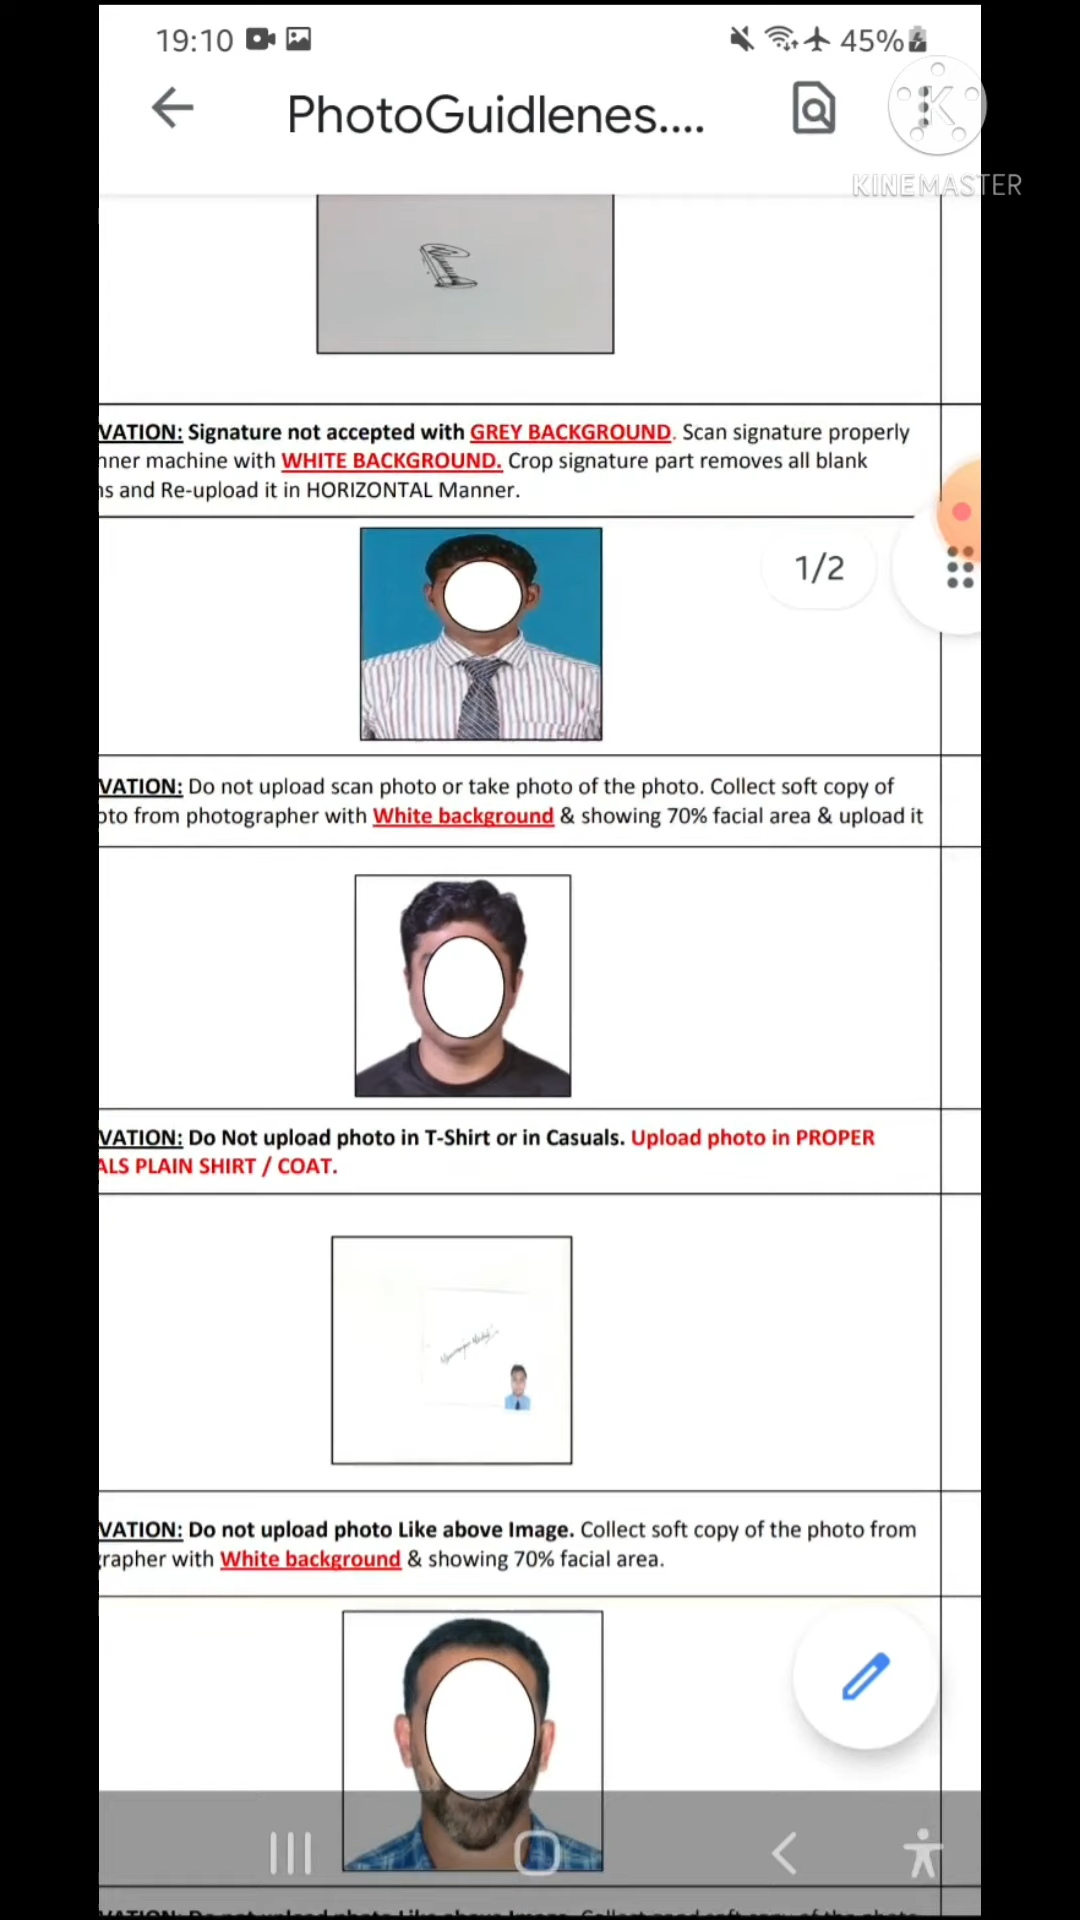 19:10
45%
PhotoGuidlenes....
K
KINEMASTER
VATION: Signature not accepted with GREY BACKGROUND. Scan signature properly
nner machine with WHITE BACKGROUND. Crop signature part removes all blank
ns and Re-upload it in HORIZONTAL Manner.
1/2
VATION: Do not upload scan photo or take photo of the photo. Collect soft copy of
oto from photographer with White background & showing 70% facial area & upload it
VATION: Do Not upload photo in T-Shirt or in Casuals. Upload photo in PROPER
ALS PLAIN SHIRT / COAT.
VATION: Do not upload photo Like above Image. Collect soft copy of the photo from
rapher with White background & showing 70% facial area.